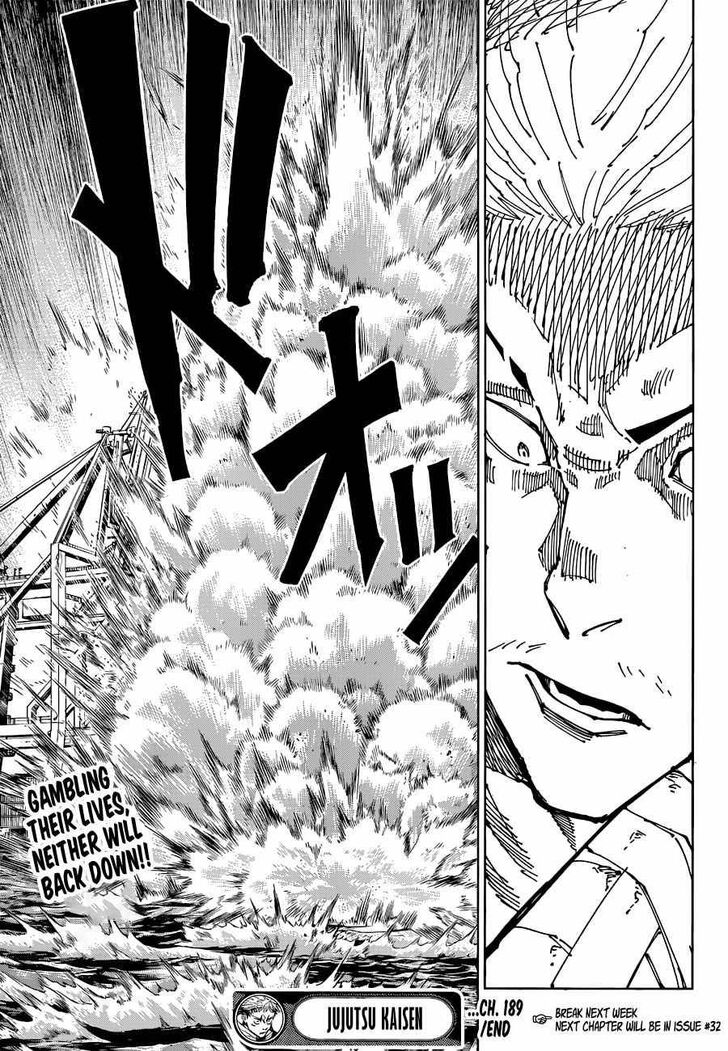 ドドオッ
GAMBLING
THEIR LIVES,
NEITHER WILL
BACK DOWN!!
JUJUTSU KAISEN
...CH. 189
/END
☞ BREAK NEXT WEEK
NEXT CHAPTER WILL BE IN ISSUE #32